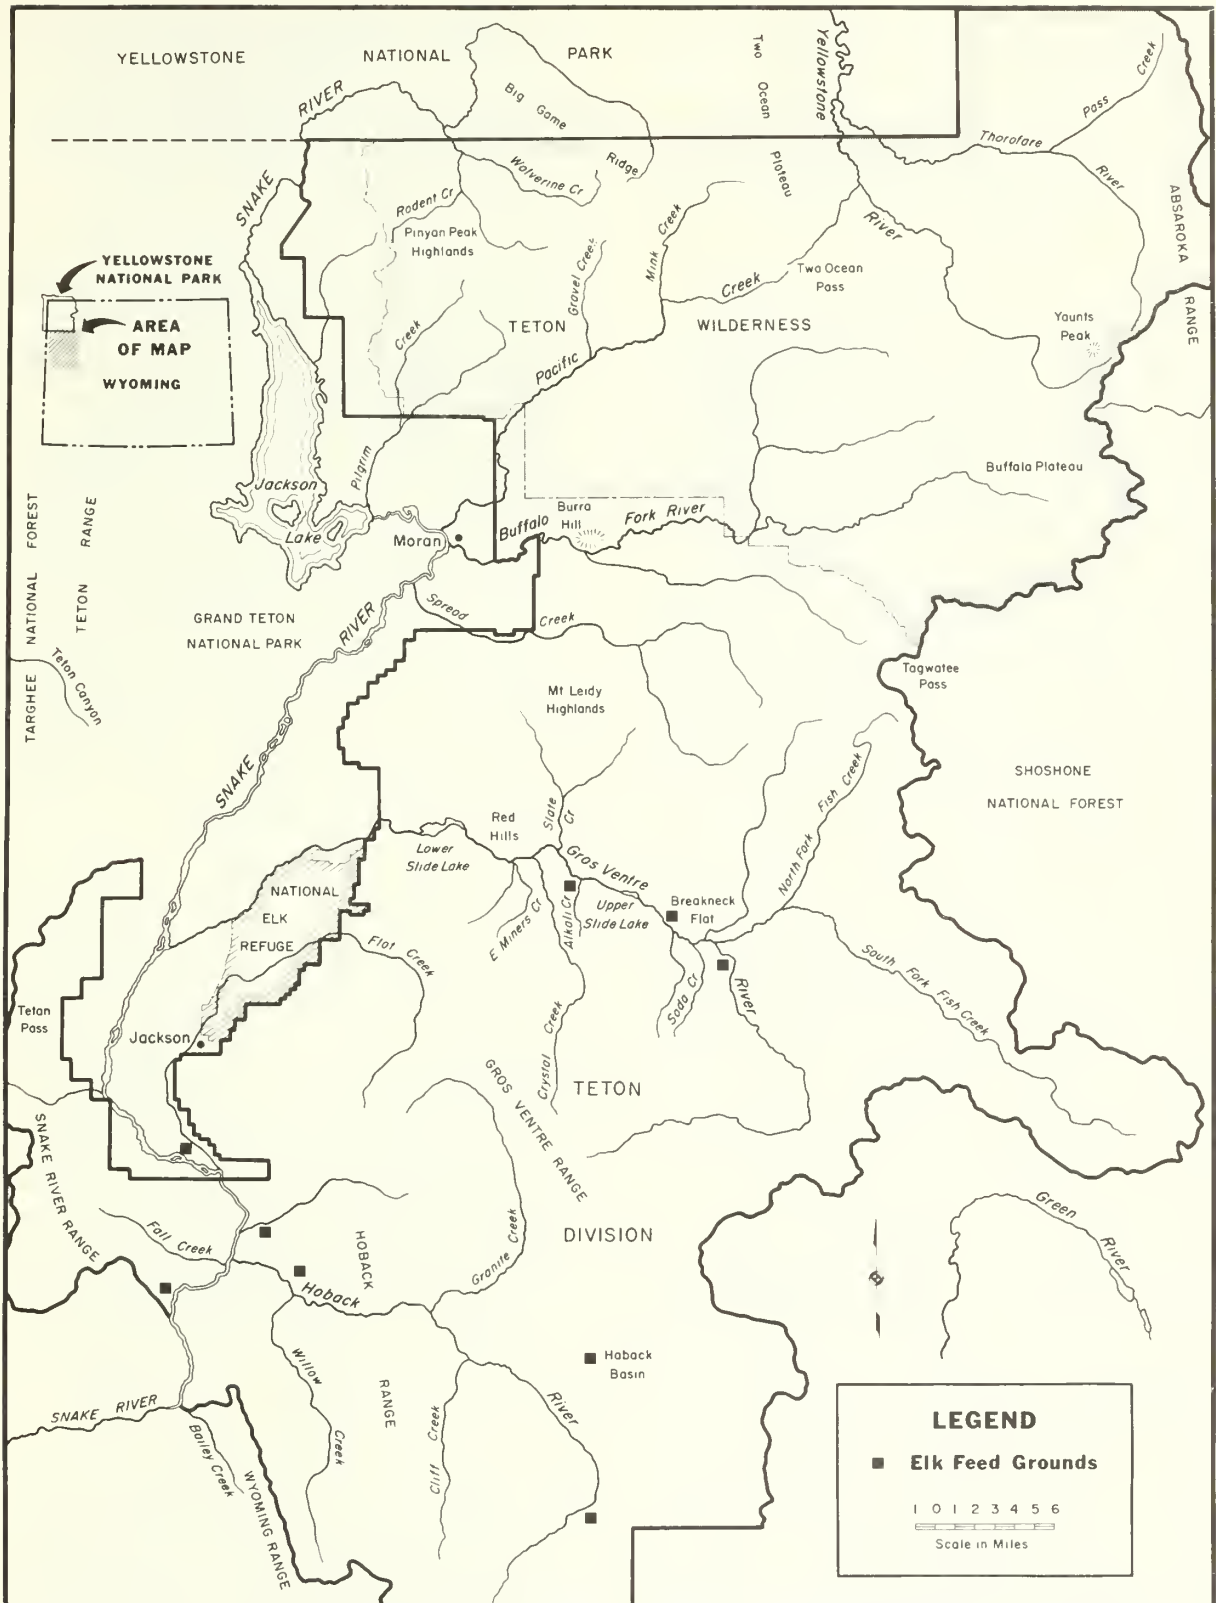 YELLOWSTONE NATIONAL PARK
Two Ocean Plateau
Yellowstone River
Pass Creek
Thorofare River
ABSAROKA RANGE
RIVER
Big Game Ridge
Wolverine Cr
SNAKE
Rodent Cr
Pinyan Peak
Highlands
Gravel Creek
Mink Creek
Creek
Two Ocean
Pass
Yaunts
Peak
YELLOWSTONE
NATIONAL PARK
AREA
OF MAP
WYOMING
TETON WILDERNESS
Creek
Pacific
Pilgrim
Buffala Plateau
Jackson
Lake
Moran
Buffalo Fork River
Burra
Hill
TARGHEE NATIONAL FOREST
TETON RANGE
Teton Canyon
GRAND TETON
NATIONAL PARK
RIVER
Spread Creek
Tagwatee
Pass
Mt Leidy
Highlands
SHOSHONE
NATIONAL FOREST
SNAKE
Red
Hills
Slate
Cr
Lower
Slide Lake
Gros Ventre
North Fork Fish Creek
NATIONAL
ELK
REFUGE
E Miners Cr
Alkali Cr
Upper
Slide Lake
Breakneck
Flat
Flat Creek
South Fork Fish Creek
Soda Cr
River
Tetan
Pass
Jackson
Crystal Creek
GROS VENTRE RANGE
TETON
SNAKE RIVER RANGE
Fall Creek
HOBACK
Granite Creek
DIVISION
Green River
Hoback
Haback
Basin
Willow Creek
RANGE
Cliff Creek
River
SNAKE RIVER
Bailey Creek
WYOMING RANGE
LEGEND
■ Elk Feed Grounds
1 0 1 2 3 4 5 6
Scale in Miles